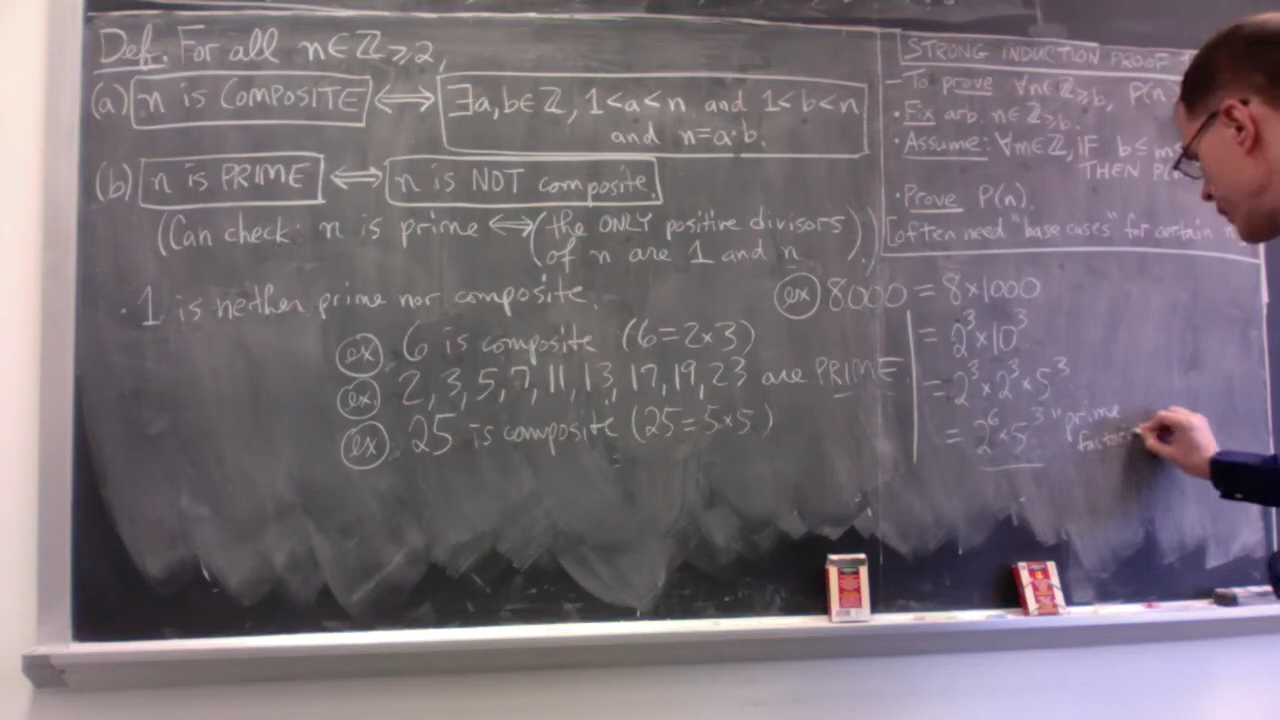 Def. For all n∈ℤ≥2,
(a) n is COMPOSITE ⟺ ∃a,b∈ℤ, 1<a<n and 1<b<n
and n=a·b.
(b) n is PRIME ⟺ n is NOT composite.
(Can check: n is prime ⟺ (the ONLY positive divisors
of n are 1 and n).)
· 1 is neither prime nor composite.
(ex) 6 is composite (6=2×3)
(ex) 2, 3, 5, 7, 11, 13, 17, 19, 23 are PRIME.
(ex) 25 is composite (25=5×5)
STRONG INDUCTION PROOF
- To prove ∀n∈ℤ≥b, P(n)
· Fix arb. n∈ℤ≥b.
· Assume: ∀m∈ℤ, IF b≤m
THEN P(
· Prove P(n).
[often need "base cases" for certain n
(ex) 8000 = 8×1000
= 2³×10³
= 2³×2³×5³
= 2⁶×5³ "prime